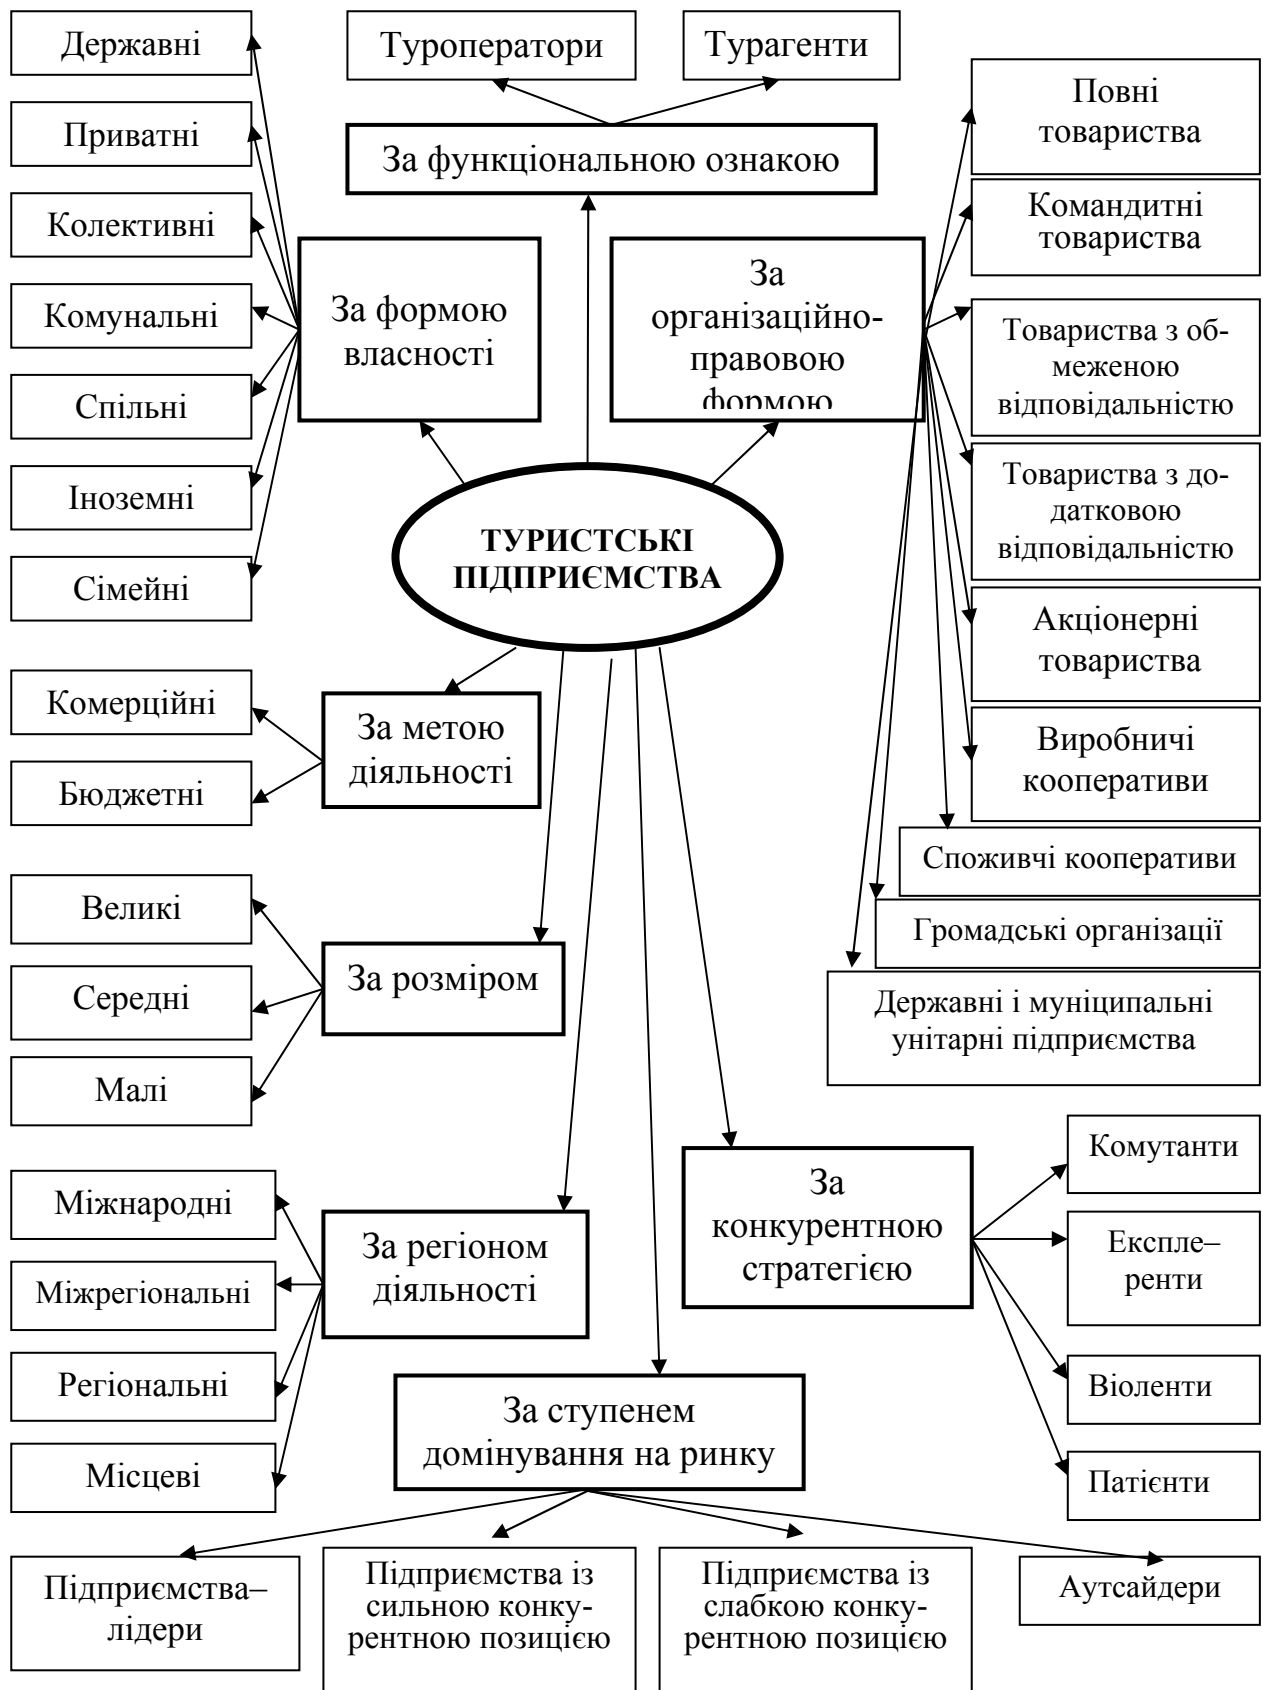 Державні
Туроператори
Турагенти
Приватні
Колективні
Комунальні
Спільні
Іноземні
Сімейні
За функціональною ознакою
За формою
власності
За
організаційно-
правовою
формою
Повні
товариства
Командитні
товариства
Товариства з об-
меженою
відповідальністю
Товариства з до-
датковою
відповідальністю
Акціонерні
товариства
Виробничі
кооперативи
Споживчі кооперативи
Громадські організації
Державні і муніципальні
унітарні підприємства
ТУРИСТСЬКІ
ПІДПРИЄМСТВА
Комерційні
Бюджетні
За метою
діяльності
Великі
Середні
Малі
За розміром
Міжнародні
Міжрегіональні
Регіональні
Місцеві
За регіоном
діяльності
За
конкурентною
стратегією
Комутанти
Експле–
ренти
Віоленти
Патієнти
За ступенем
домінування на ринку
Підприємства–
лідери
Підприємства із
сильною конку-
рентною позицією
Підприємства із
слабкою конку-
рентною позицією
Аутсайдери